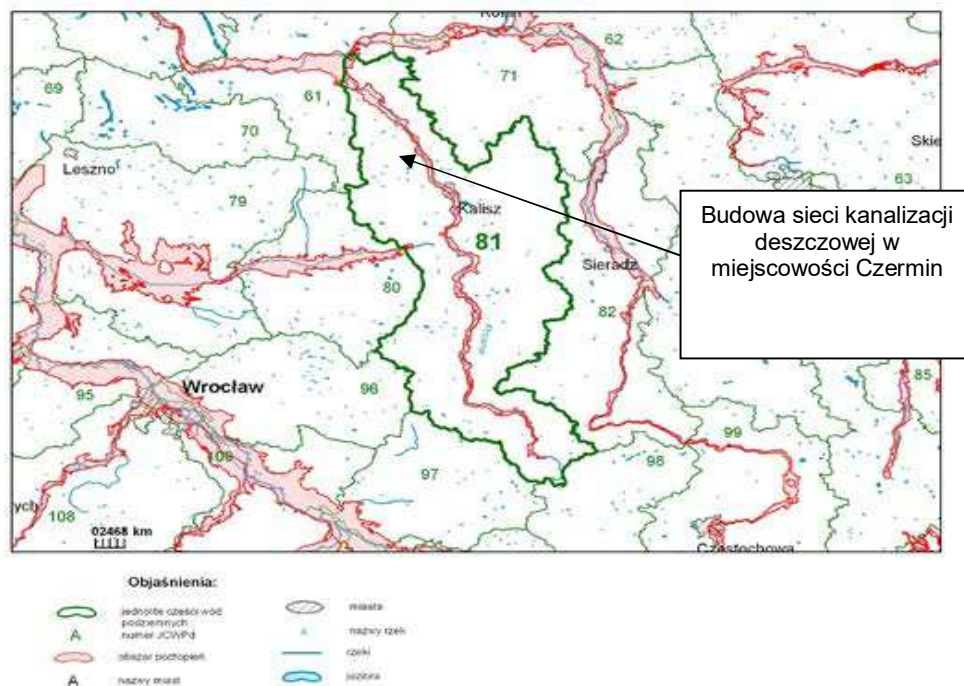 62
71
69
61
70
Leszno
Skie
63
79
Kalisz
81
Budowa sieci kanalizacji
deszczowej w
miejscowości Czermin
Sieradz
80
82
Wrocław
96
95
85
99
97
98
108
02468 km
Częstochowa
Objaśnienia:
jednolite części wód
podziemnych
A numer JCWPd
obszar podtopień
A nazwy miast
miasta
A nazwy rzek
rzeki
jeziora